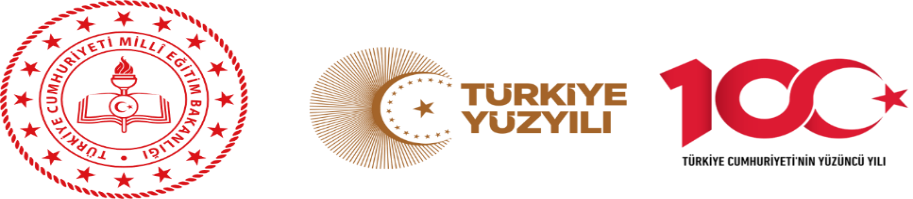 TÜRKİYE CUMHURİYETİ MİLLÎ EĞİTİM BAKANLIĞI
TÜRKİYE
YÜZYILI
100
TÜRKİYE CUMHURİYETİ'NİN YÜZÜNCÜ YILI